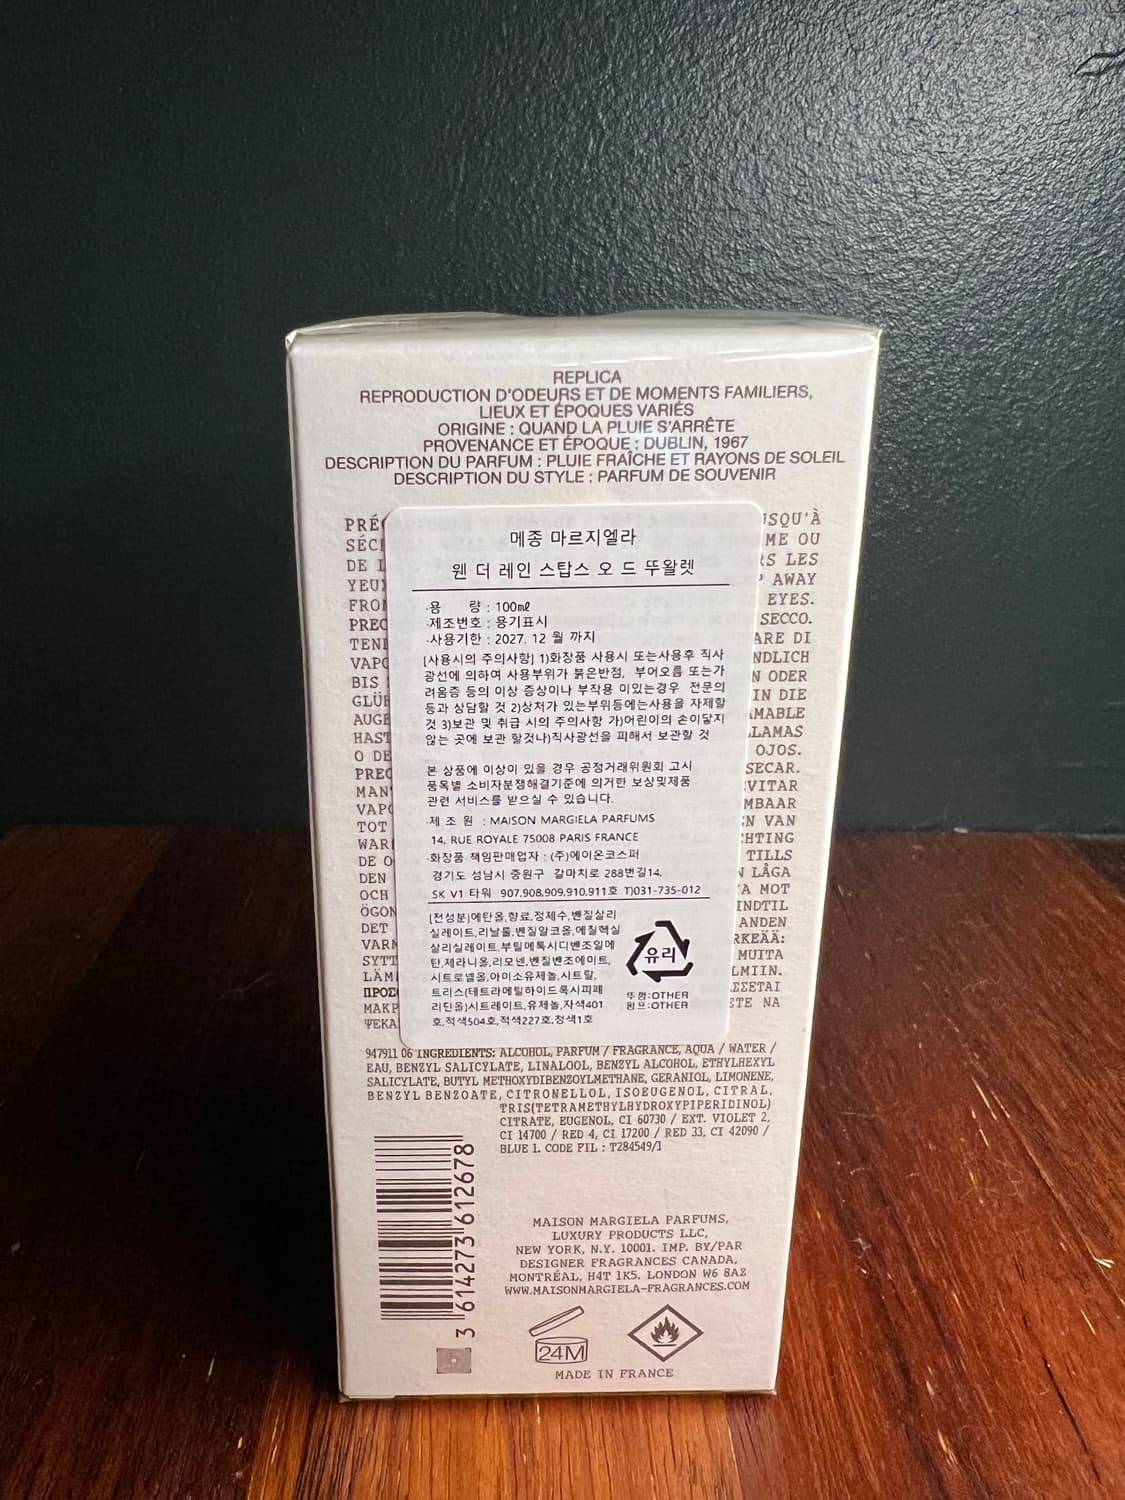 REPLICA
REPRODUCTION D'ODEURS ET DE MOMENTS FAMILIERS,
LIEUX ET ÉPOQUES VARIÉS
ORIGINE : QUAND LA PLUIE S'ARRÊTE
PROVENANCE ET ÉPOQUE : DUBLIN, 1967
DESCRIPTION DU PARFUM : PLUIE FRAÎCHE ET RAYONS DE SOLEIL
DESCRIPTION DU STYLE : PARFUM DE SOUVENIR
메종 마르지엘라
웬 더 레인 스탑스 오 드 뚜왈렛
·용 량 : 100㎖
·제조번호 : 용기표시
·사용기한 : 2027. 12 월 까지
[사용시의 주의사항] 1)화장품 사용시 또는사용후 직사
광선에 의하여 사용부위가 붉은반점, 부어오름 또는가
려움증 등의 이상 증상이나 부작용 이있는경우 전문의
등과 상담할 것 2)상처가 있는부위등에는사용을 자제할
것 3)보관 및 취급 시의 주의사항 가)어린이의 손이닿지
않는 곳에 보관 할것나)직사광선을 피해서 보관할 것
본 상품에 이상이 있을 경우 공정거래위원회 고시
품목별 소비자분쟁해결기준에 의거한 보상및제품
관련 서비스를 받으실 수 있습니다.
·제 조 원 : MAISON MARGIELA PARFUMS
14, RUE ROYALE 75008 PARIS FRANCE
·화장품 책임판매업자 : (주)에이온코스퍼
경기도 성남시 중원구 갈마치로 288번길14,
SK V1 타워 907.908,909.910.911호 T)031-735-012
[전성분]에탄올,향료,정제수,벤질살리
실레이트,리날룰,벤질알코올,에칠헥실
살리실레이트,부틸메톡시디벤조일메
탄,제라니올,리모넨,벤질벤조에이트,
시트로넬올,아이소유제놀,시트랄,
트리스(테트라메틸하이드록시피페
리딘올)시트레이트,유제놀,자색401
호,적색504호,적색227호,청색1호
유리
뚜껑:OTHER
펌프:OTHER
947911 06 INGREDIENTS: ALCOHOL, PARFUM / FRAGRANCE, AQUA / WATER /
EAU, BENZYL SALICYLATE, LINALOOL, BENZYL ALCOHOL, ETHYLHEXYL
SALICYLATE, BUTYL METHOXYDIBENZOYLMETHANE, GERANIOL, LIMONENE,
BENZYL BENZOATE, CITRONELLOL, ISOEUGENOL, CITRAL,
TRIS(TETRAMETHYLHYDROXYPIPERIDINOL)
CITRATE, EUGENOL, CI 60730 / EXT. VIOLET 2,
CI 14700 / RED 4, CI 17200 / RED 33, CI 42090 /
BLUE 1. CODE FIL : T284549/1
3 614273 612678
MAISON MARGIELA PARFUMS,
LUXURY PRODUCTS LLC,
NEW YORK, N.Y. 10001. IMP. BY/PAR
DESIGNER FRAGRANCES CANADA,
MONTRÉAL, H4T 1K5. LONDON W6 8AZ
WWW.MAISONMARGIELA-FRAGRANCES.COM
24M
MADE IN FRANCE